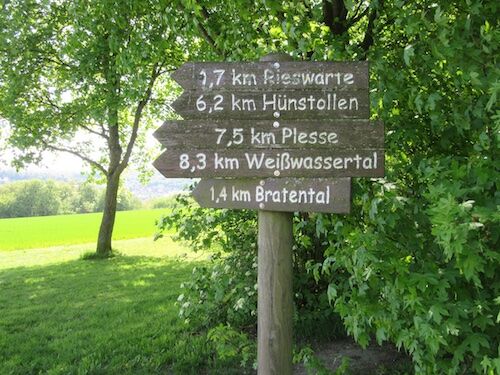 1,7 km Rieswarte
6,2 km Hünstollen
7,5 km Plesse
8,3 km Weißwassertal
1,4 km Bratental